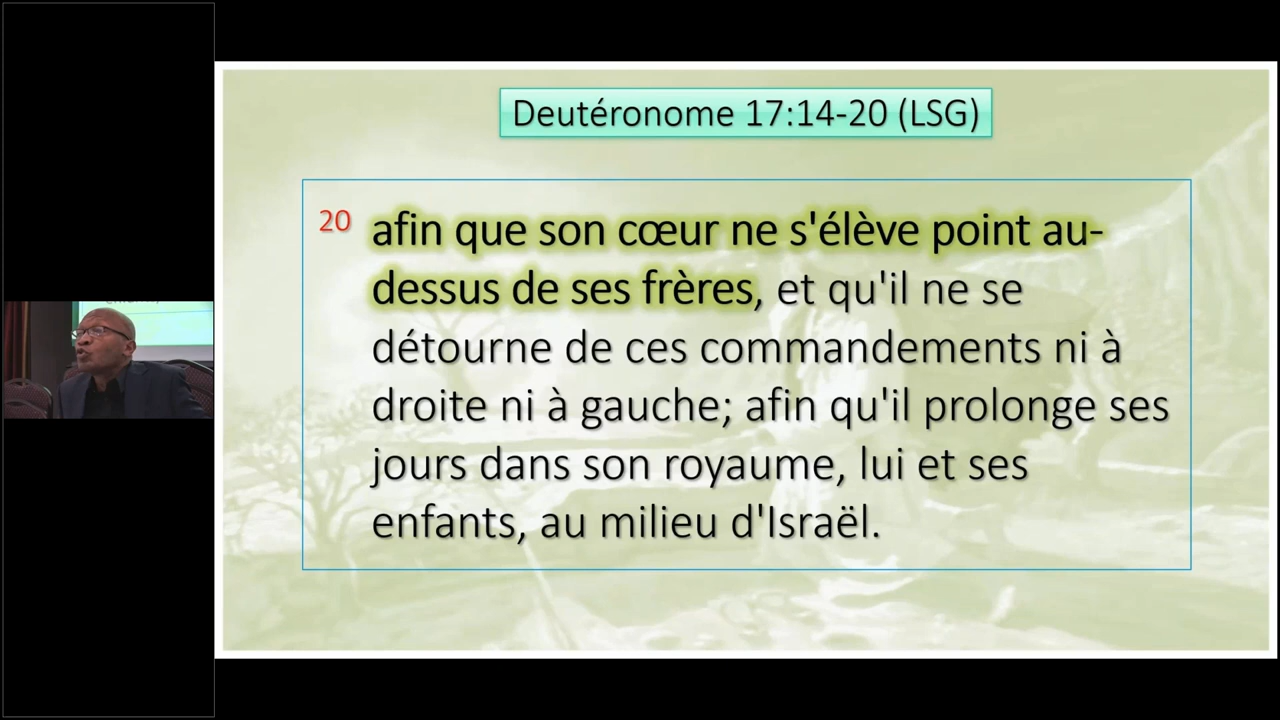 Deutéronome 17:14-20 (LSG)
20 afin que son cœur ne s'élève point au-
dessus de ses frères, et qu'il ne se
détourne de ces commandements ni à
droite ni à gauche; afin qu'il prolonge ses
jours dans son royaume, lui et ses
enfants, au milieu d'Israël.